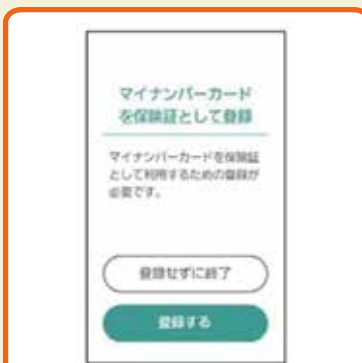 マイナンバーカード
を保険証として登録
マイナンバーカードを保険証
として利用するための登録が
必要です。
登録せずに終了
登録する